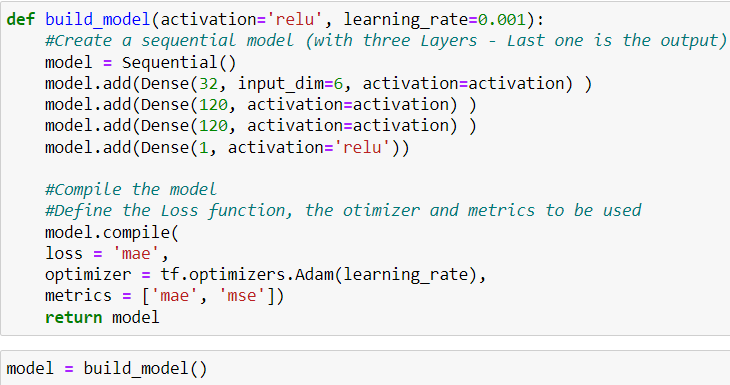 def build_model(activation='relu', learning_rate=0.001):
    #Create a sequential model (with three Layers - Last one is the output)
    model = Sequential()
    model.add(Dense(32, input_dim=6, activation=activation) )
    model.add(Dense(120, activation=activation) )
    model.add(Dense(120, activation=activation) )
    model.add(Dense(1, activation='relu'))

    #Compile the model
    #Define the Loss function, the otimizer and metrics to be used
    model.compile(
    loss = 'mae',
    optimizer = tf.optimizers.Adam(learning_rate),
    metrics = ['mae', 'mse'])
    return model

model = build_model()